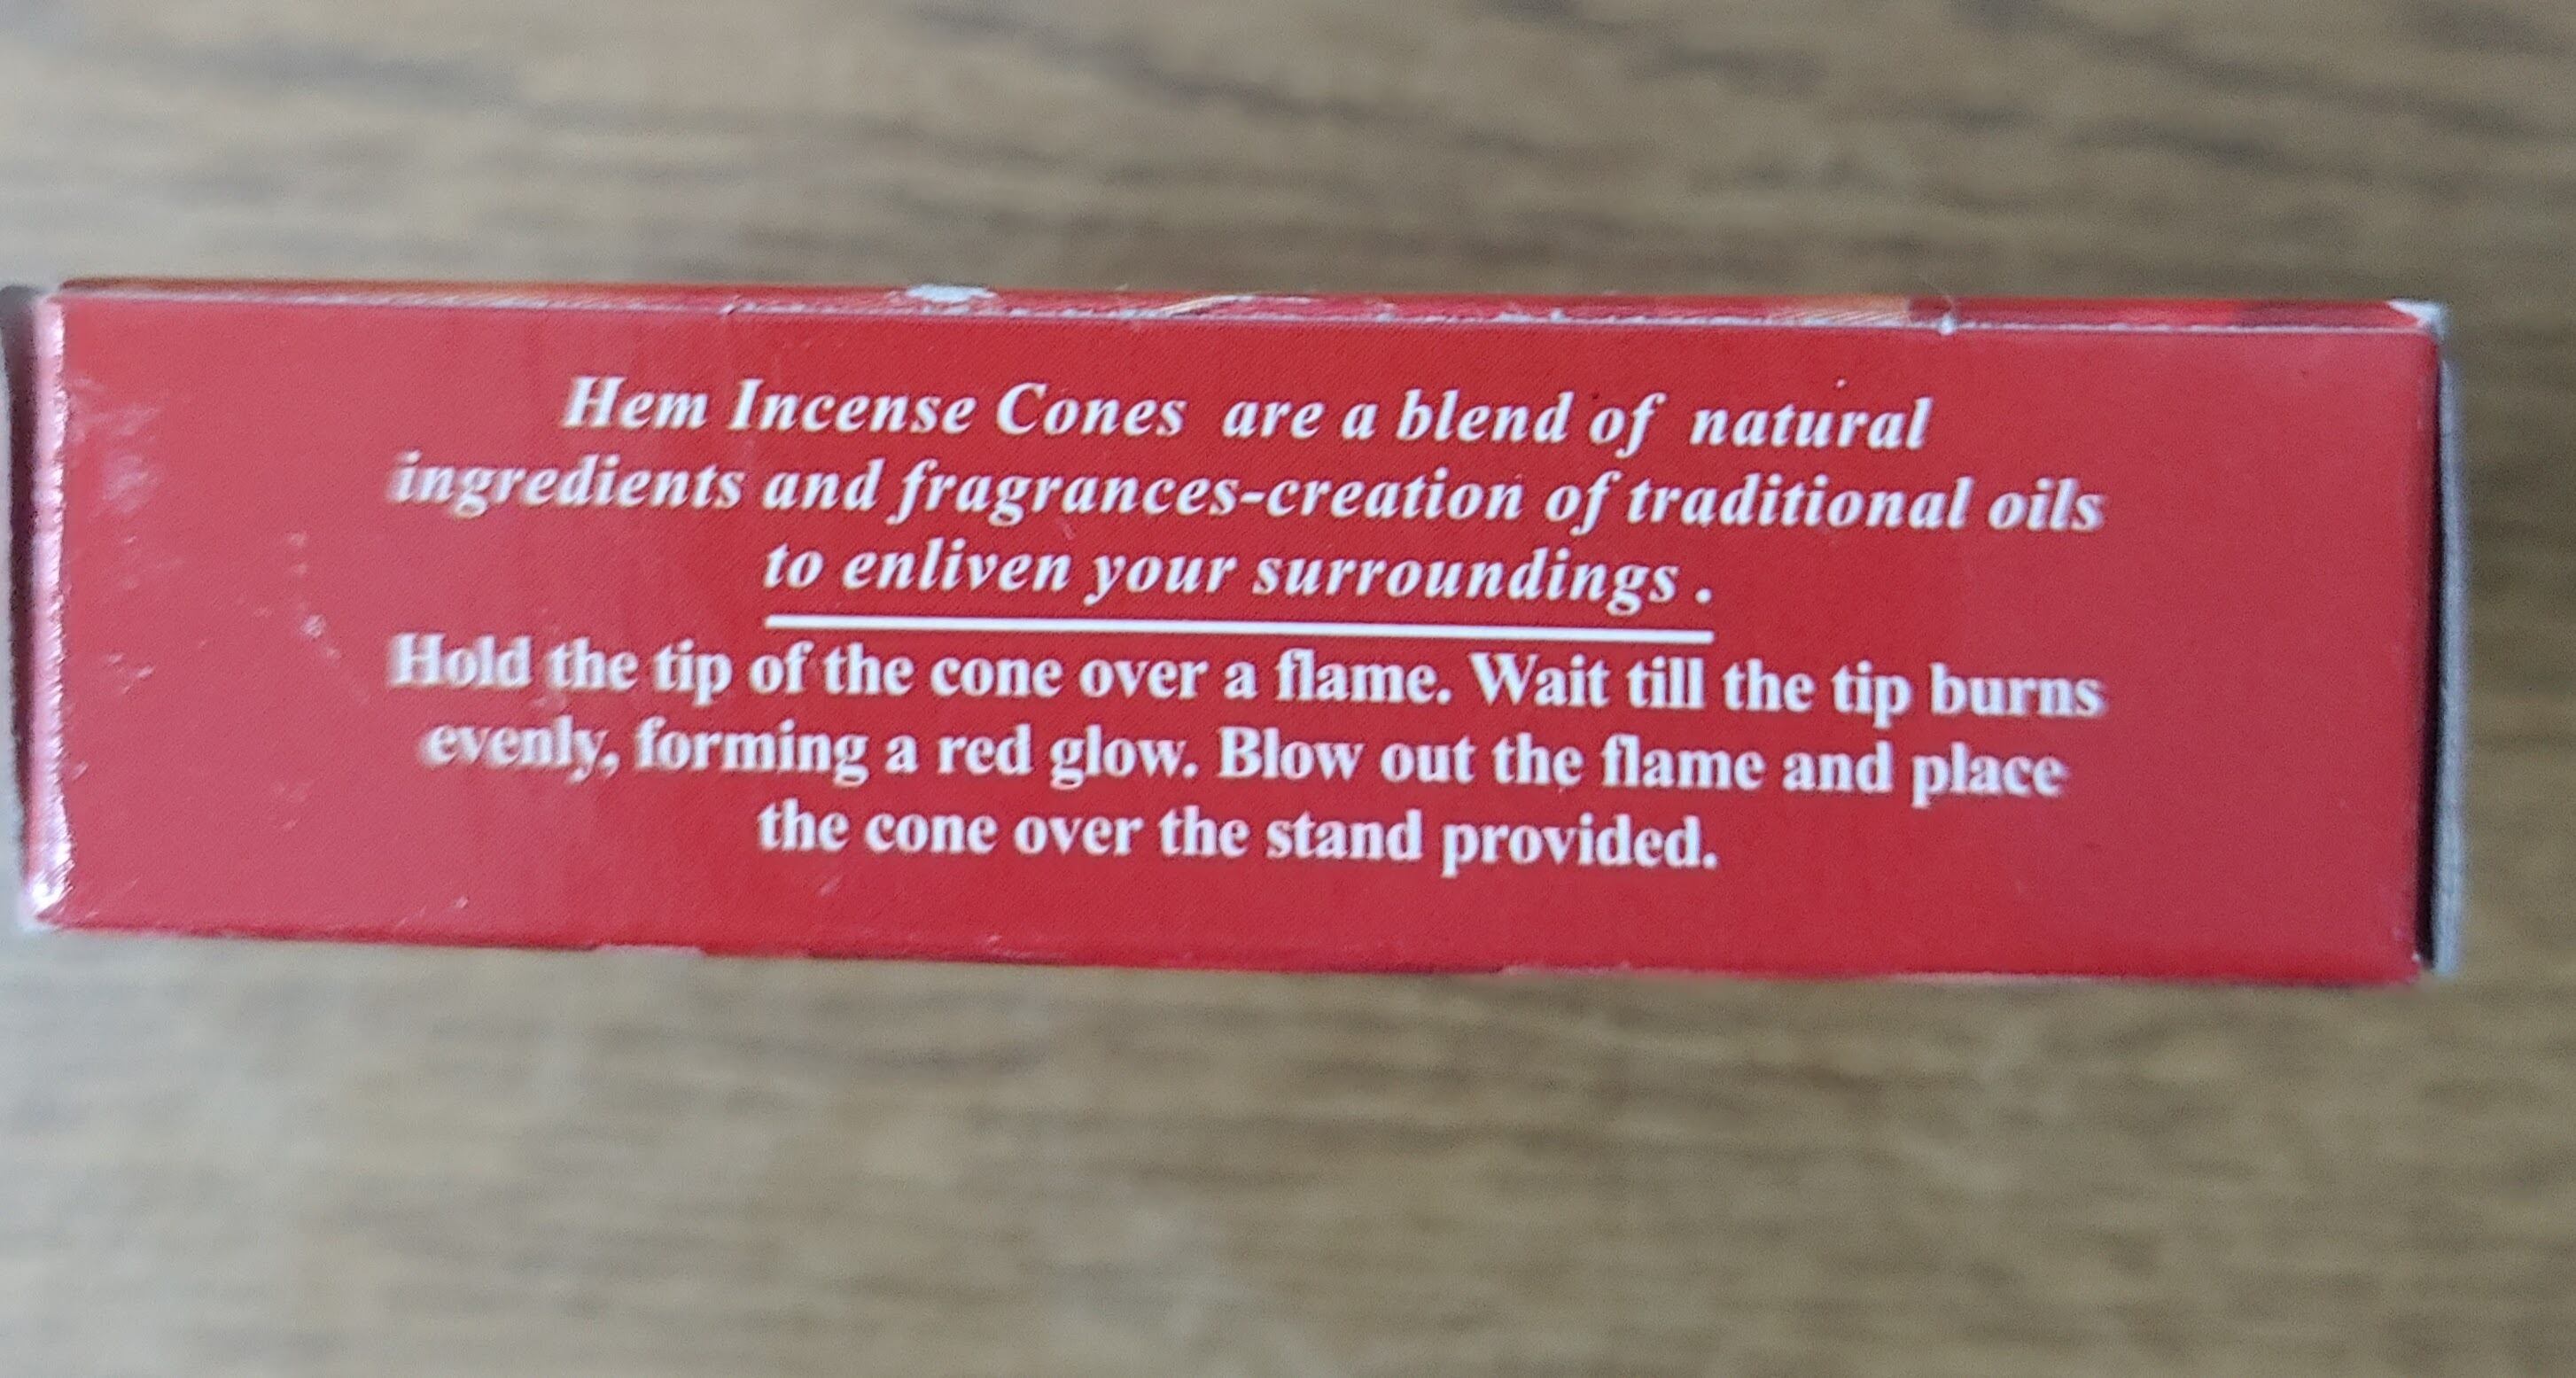 Hem Incense Cones are a blend of natural
ingredients and fragrances-creation of traditional oils
to enliven your surroundings .
Hold the tip of the cone over a flame. Wait till the tip burns
evenly, forming a red glow. Blow out the flame and place
the cone over the stand provided.